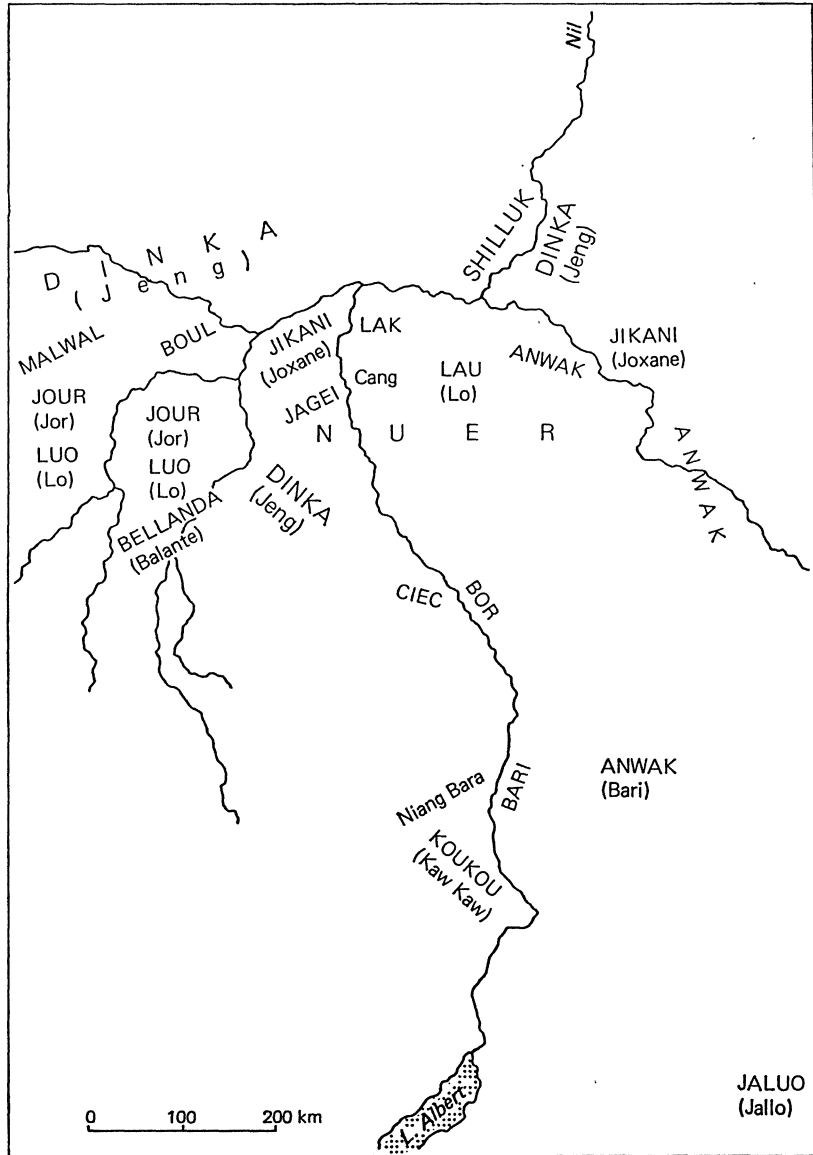 Nil
SHILLUK
DINKA
(Jeng)
D I N K A
( J e n g )
MALWAL
BOUL
JIKANI
(Joxane)
LAK
ANWAK
JIKANI
(Joxane)
JOUR
(Jor)
LUO
(Lo)
JOUR
(Jor)
LUO
(Lo)
JAGEI
Cang
LAU
(Lo)
N U E R
ANWAK
BELLANDA
(Balante)
DINKA
(Jeng)
CIEC
BOR
Niang Bara
BARI
ANWAK
(Bari)
KOUKOU
(Kaw Kaw)
L. Albert
JALUO
(Jallo)
0 100 200 km